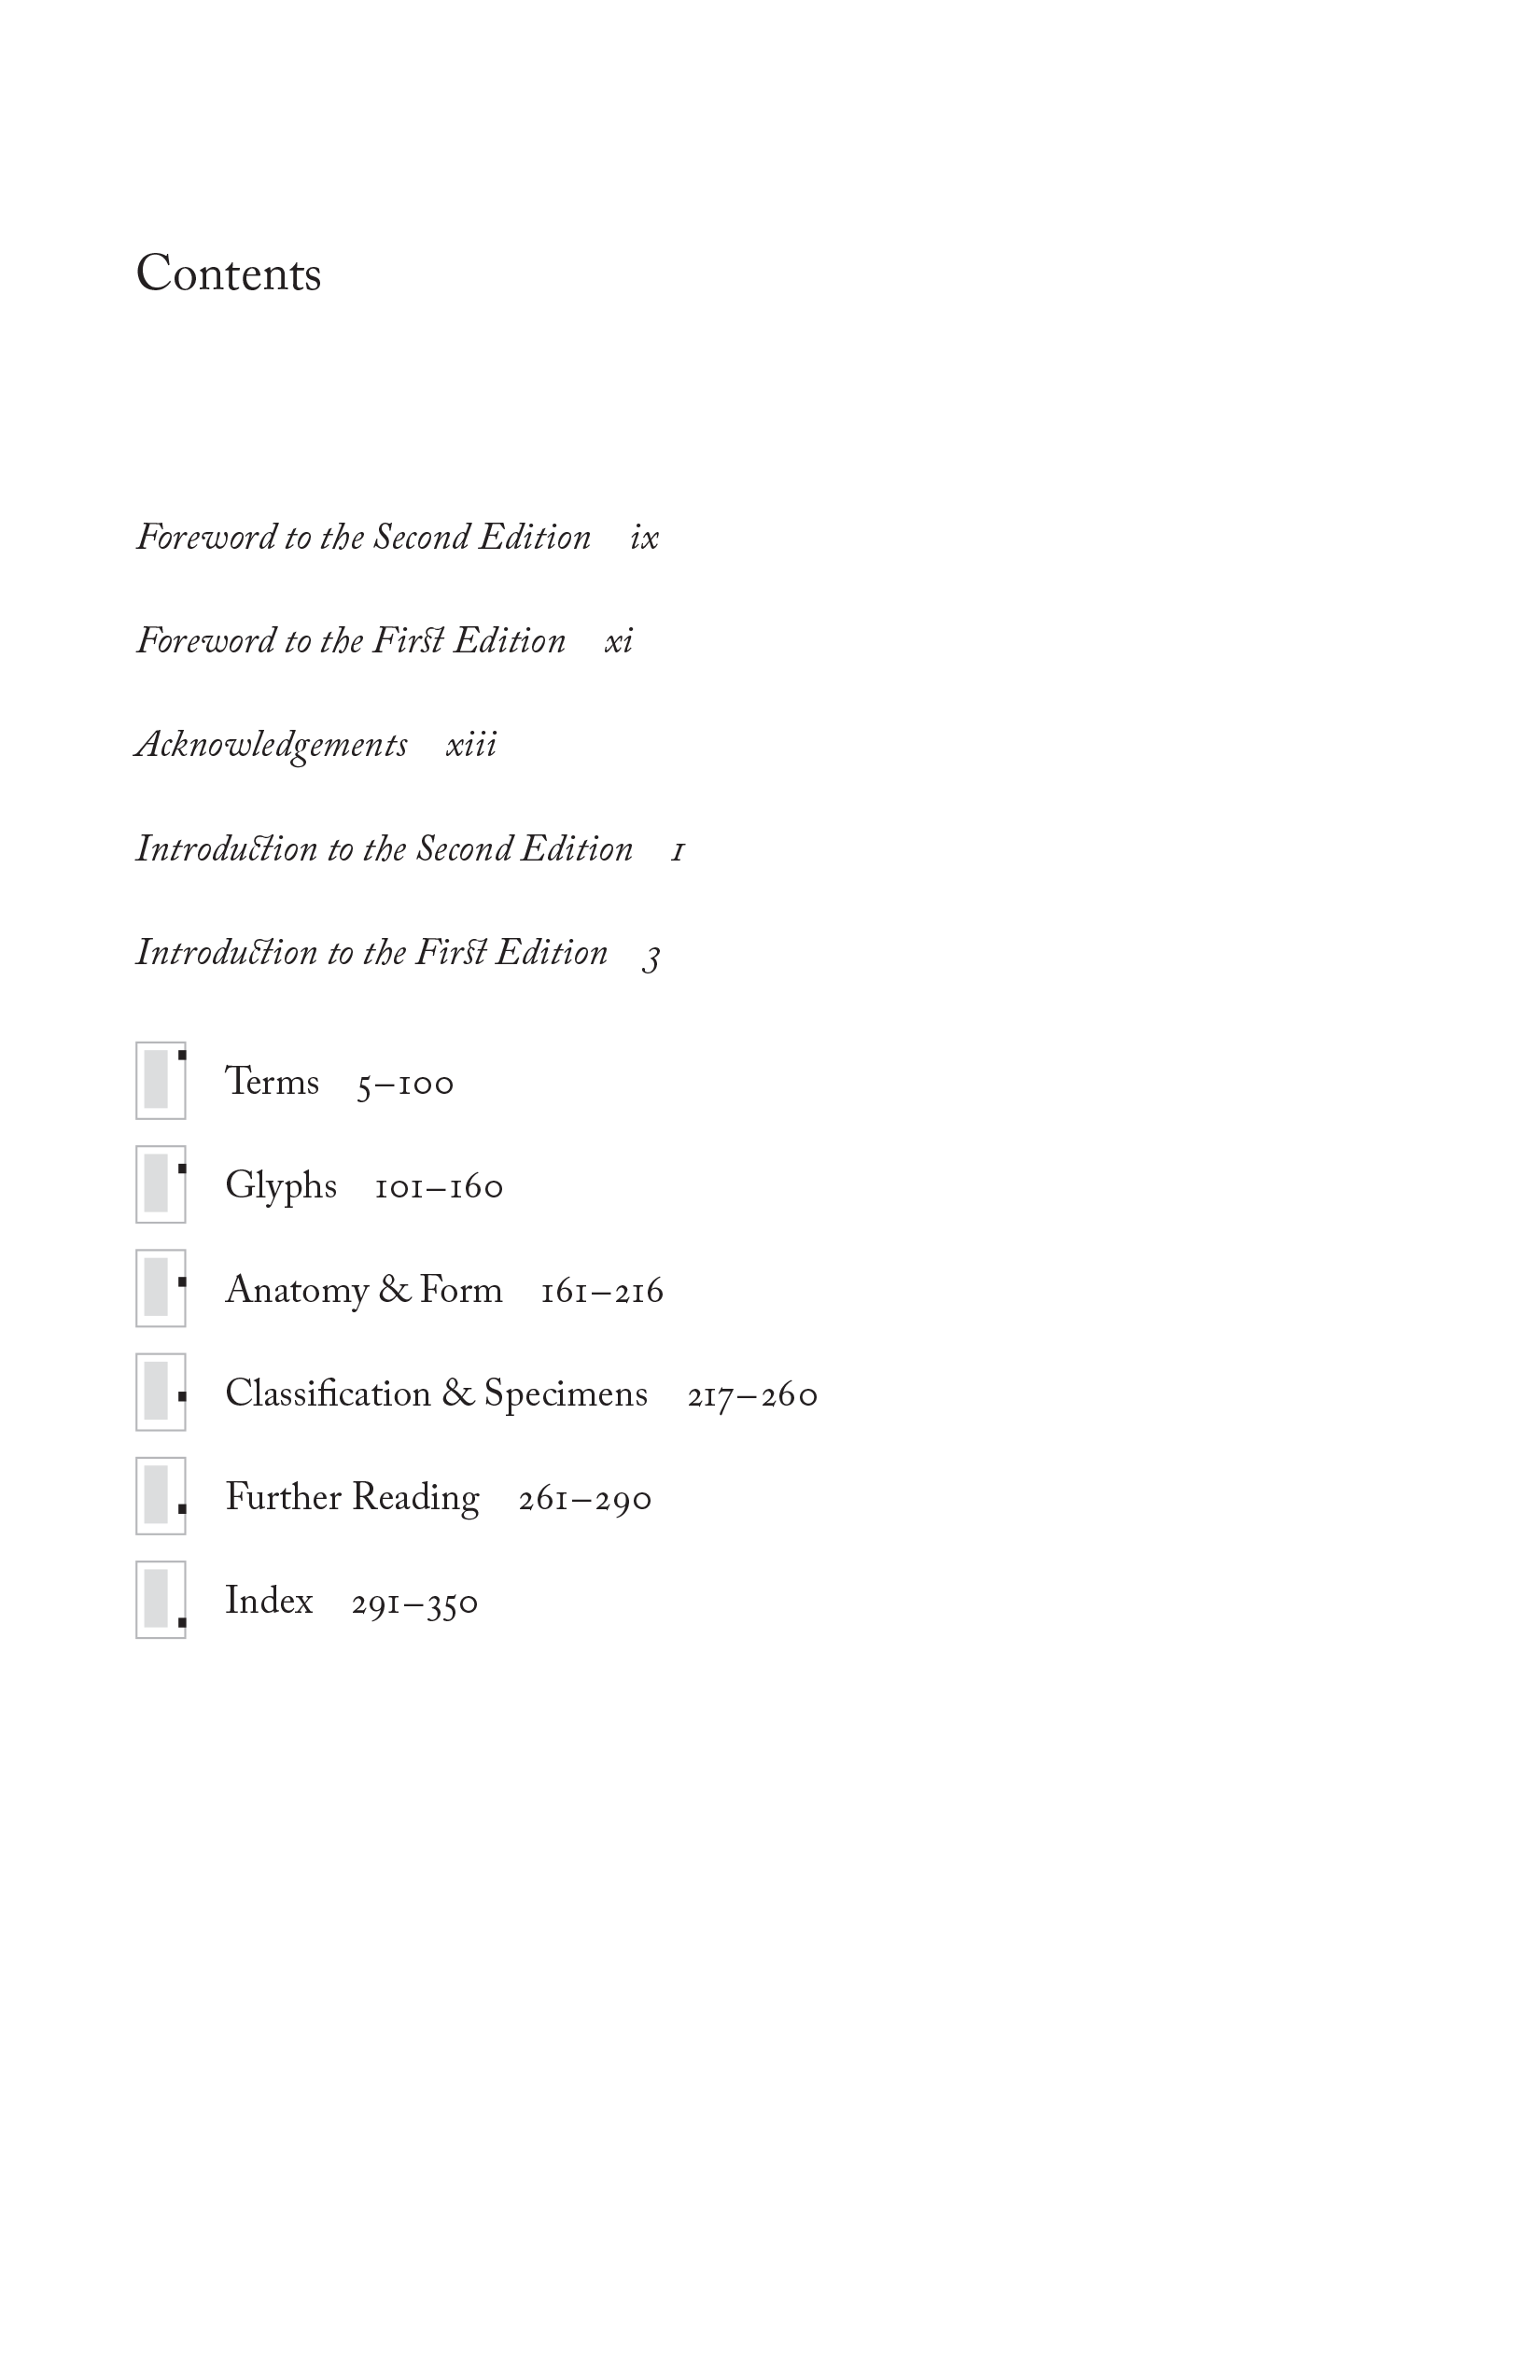 Contents
Foreword to the Second Edition ix
Foreword to the First Edition xi
Acknowledgements xiii
Introduction to the Second Edition 1
Introduction to the First Edition 3
Terms 5–100
Glyphs 101–160
Anatomy & Form 161–216
Classification & Specimens 217–260
Further Reading 261–290
Index 291–350